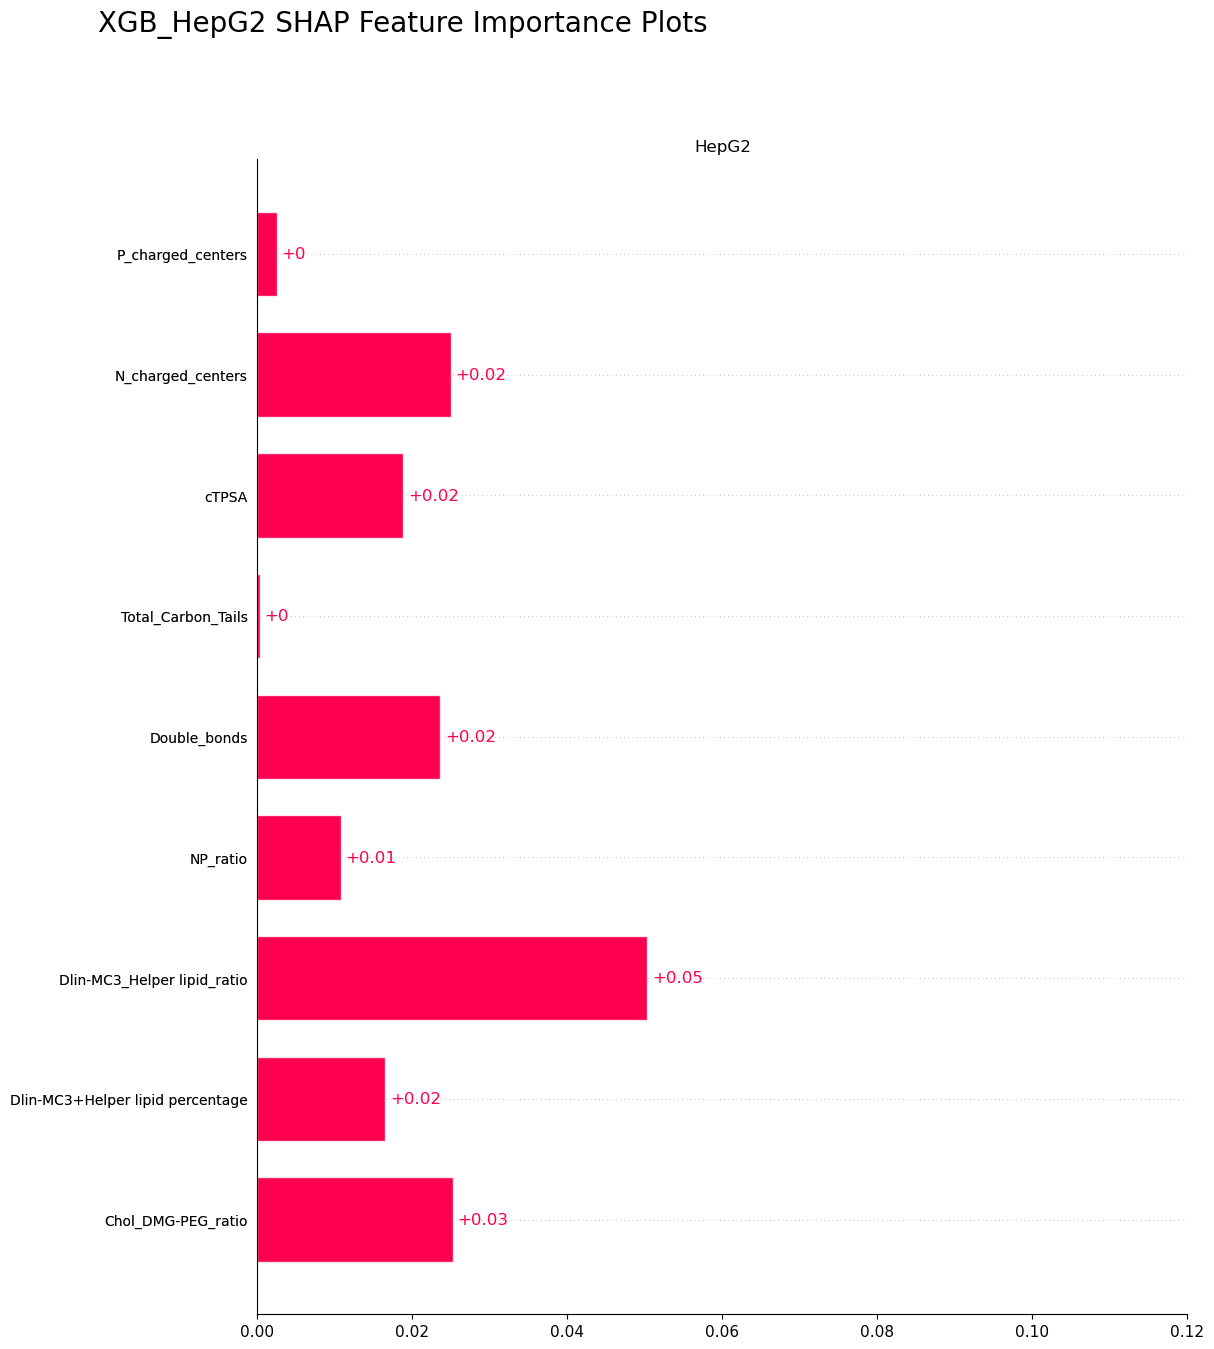 XGB_HepG2 SHAP Feature Importance Plots
HepG2
P_charged_centers +0
N_charged_centers +0.02
cTPSA +0.02
Total_Carbon_Tails +0
Double_bonds +0.02
NP_ratio +0.01
Dlin-MC3_Helper lipid_ratio +0.05
Dlin-MC3+Helper lipid percentage +0.02
Chol_DMG-PEG_ratio +0.03
0.00 0.02 0.04 0.06 0.08 0.10 0.12